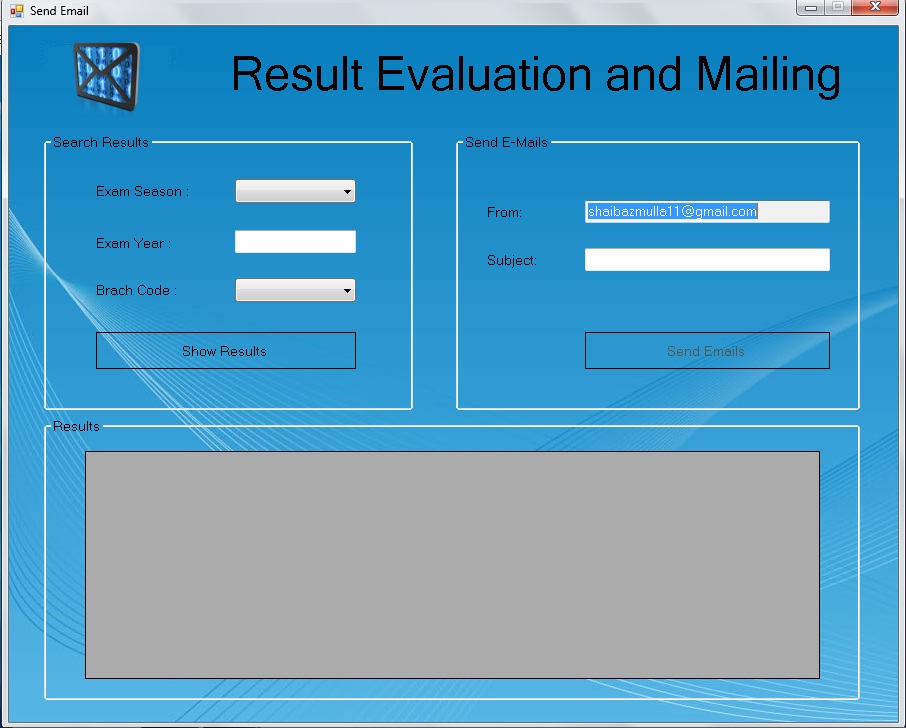 Send Email
Result Evaluation and Mailing
Search Results
Exam Season :
Exam Year :
Brach Code :
Show Results
Send E-Mails
From: shaibazmulla11@gmail.com
Subject:
Send Emails
Results